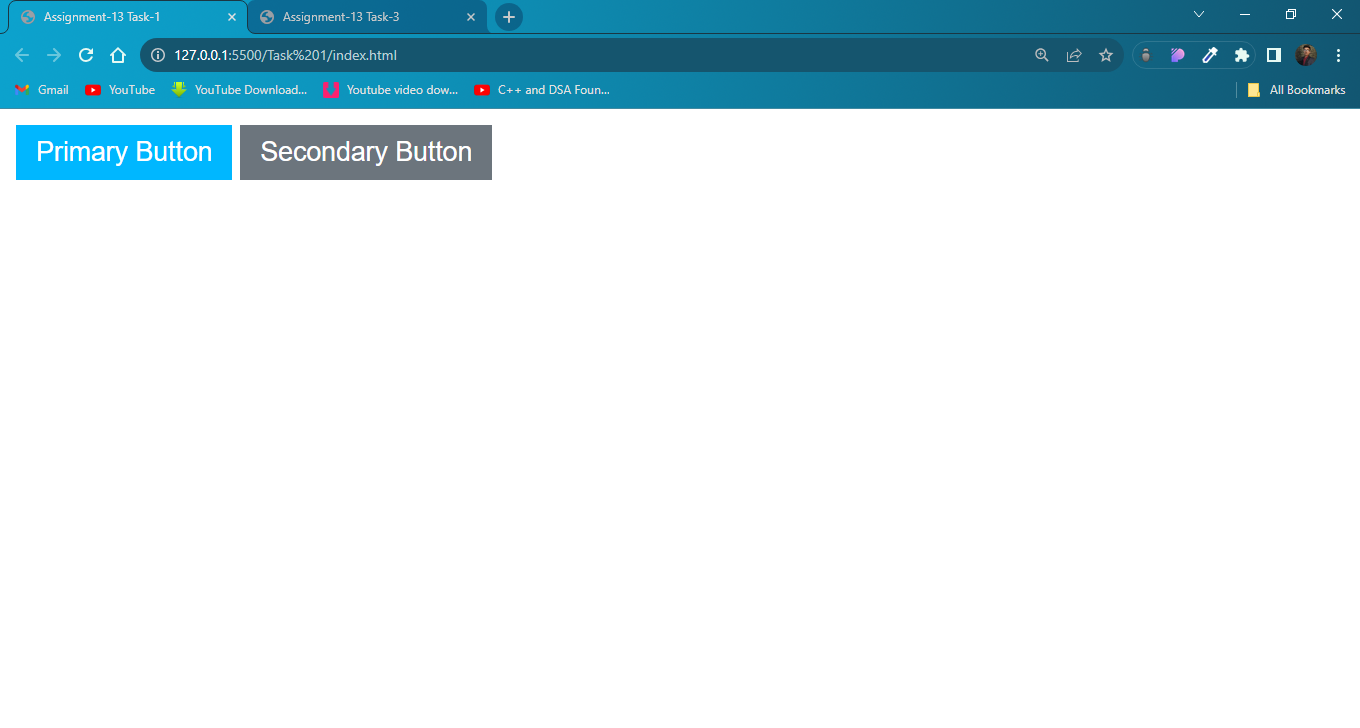 Assignment-13 Task-1 Assignment-13 Task-3
127.0.0.1:5500/Task%201/index.html
Gmail YouTube YouTube Download... Youtube video dow... C++ and DSA Foun... All Bookmarks
Primary Button Secondary Button